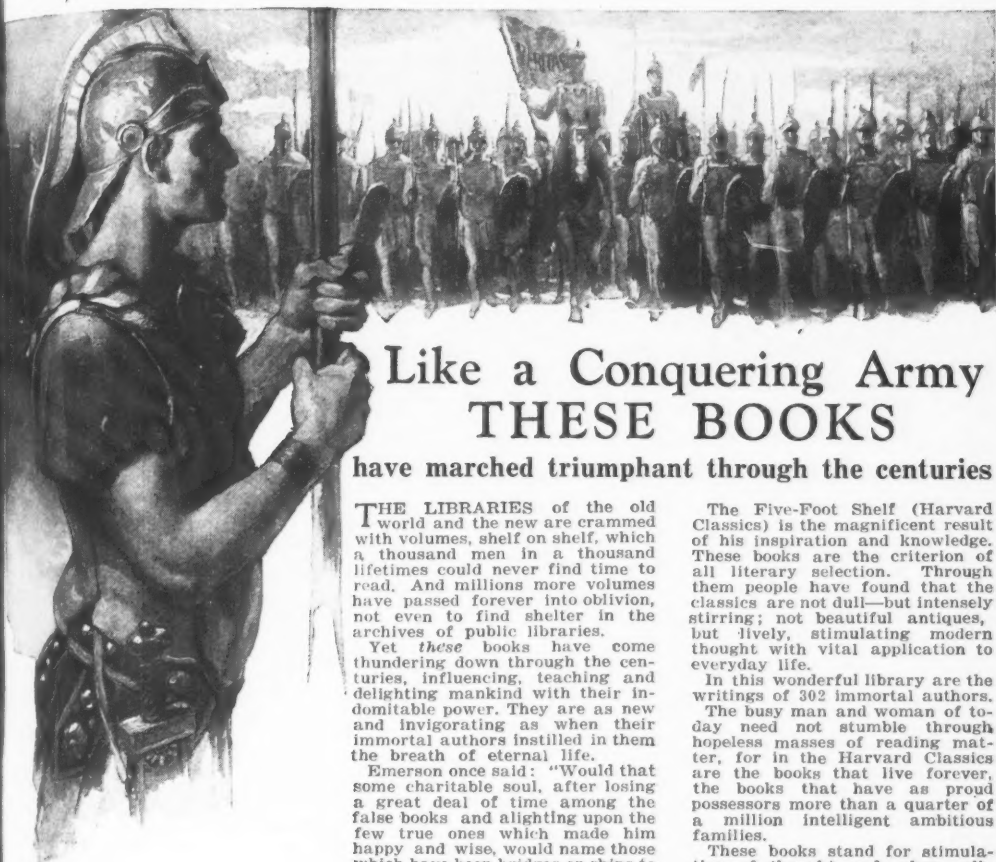 Like a Conquering Army
THESE BOOKS
have marched triumphant through the centuries
THE LIBRARIES of the old
world and the new are crammed
with volumes, shelf on shelf, which
a thousand men in a thousand
lifetimes could never find time to
read. And millions more volumes
have passed forever into oblivion,
not even to find shelter in the
archives of public libraries.
Yet these books have come
thundering down through the cen-
turies, influencing, teaching and
delighting mankind with their in-
domitable power. They are as new
and invigorating as when their
immortal authors instilled in them
the breath of eternal life.
Emerson once said: "Would that
some charitable soul, after losing
a great deal of time among the
false books and alighting upon the
few true ones which made him
happy and wise, would name those
The Five-Foot Shelf (Harvard
Classics) is the magnificent result
of his inspiration and knowledge.
These books are the criterion of
all literary selection. Through
them people have found that the
classics are not dull—but intensely
stirring; not beautiful antiques,
but lively, stimulating modern
thought with vital application to
everyday life.
In this wonderful library are the
writings of 302 immortal authors.
The busy man and woman of to-
day need not stumble through
hopeless masses of reading mat-
ter, for in the Harvard Classics
are the books that live forever,
the books that have as proud
possessors more than a quarter of
a million intelligent ambitious
families.
These books stand for stimula-